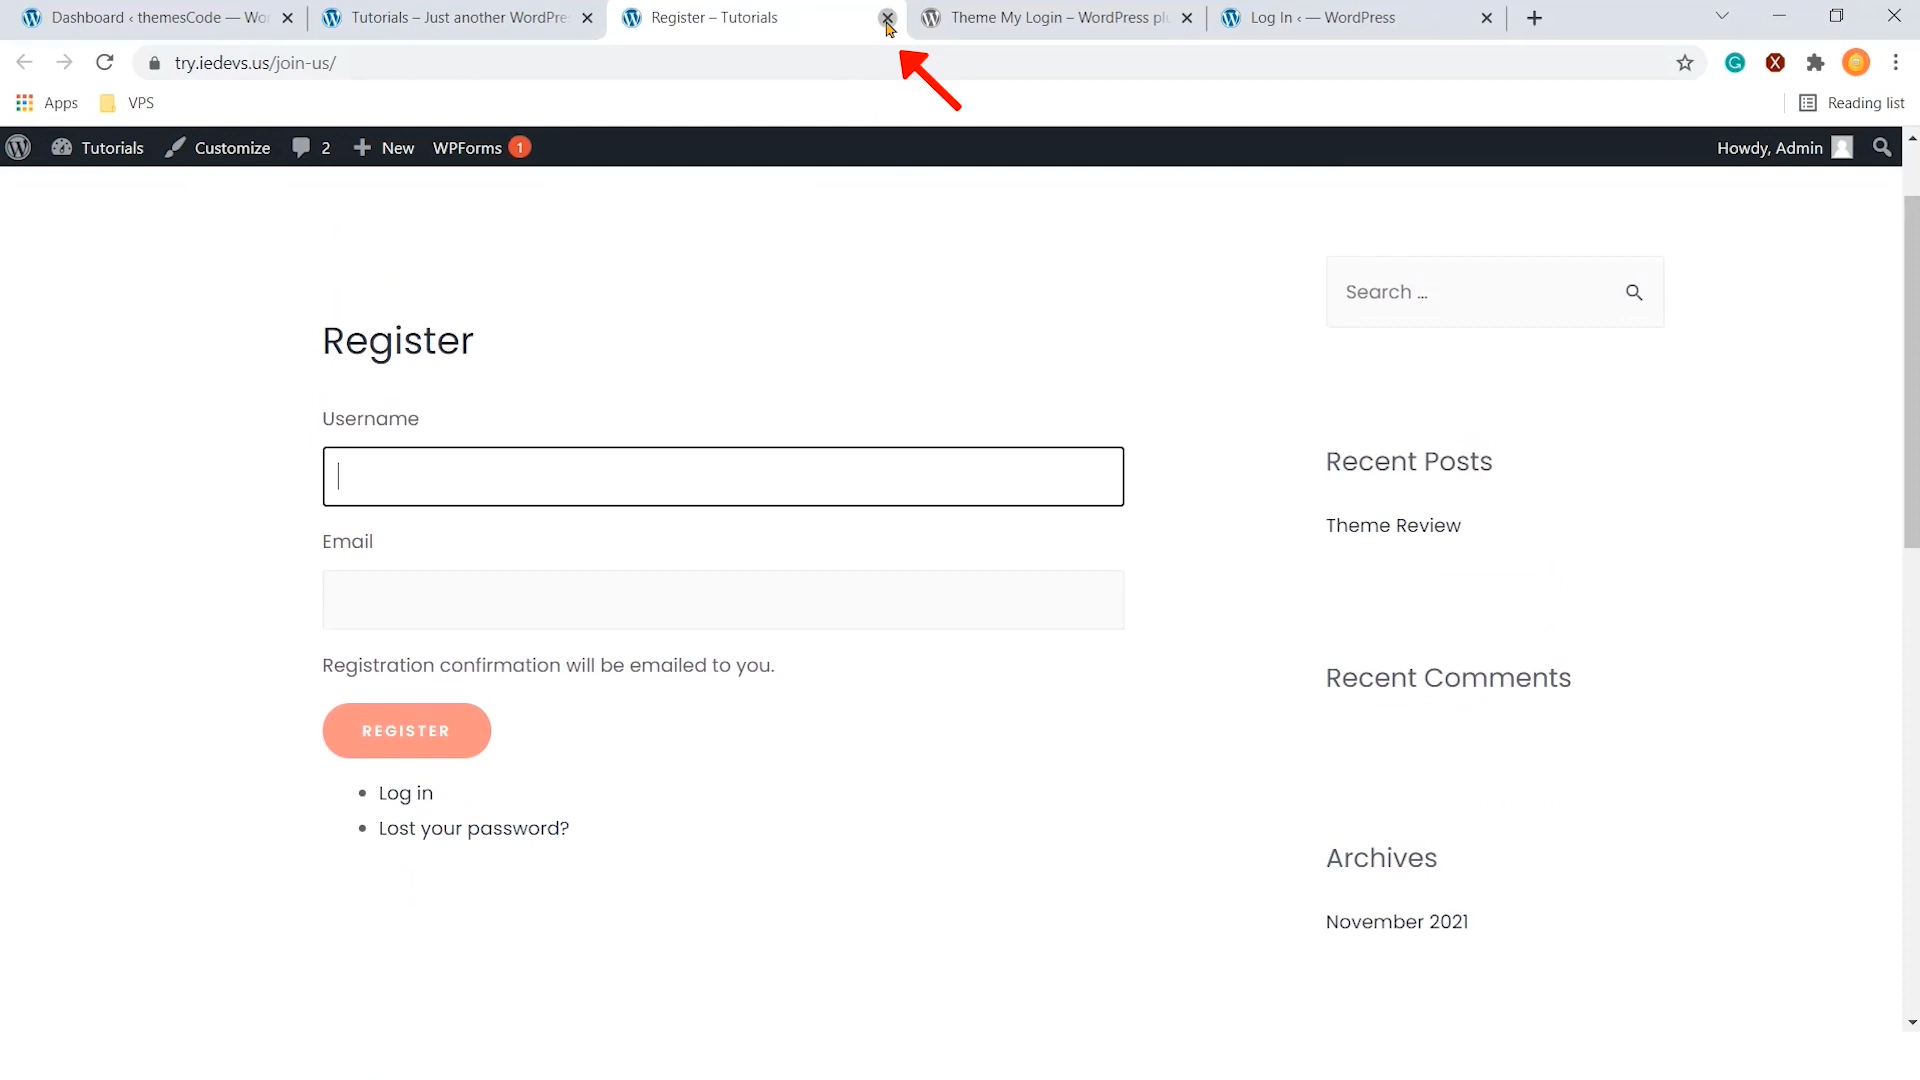 Dashboard ‹ themesCode — Wor
Tutorials – Just another WordPre
Register – Tutorials
Theme My Login – WordPress plu
Log In ‹ — WordPress
try.iedevs.us/join-us/
Apps
VPS
Reading list
Tutorials
Customize
2
New
WPForms 1
Howdy, Admin
Search …
Register
Username
Email
Registration confirmation will be emailed to you.
REGISTER
Log in
Lost your password?
Recent Posts
Theme Review
Recent Comments
Archives
November 2021